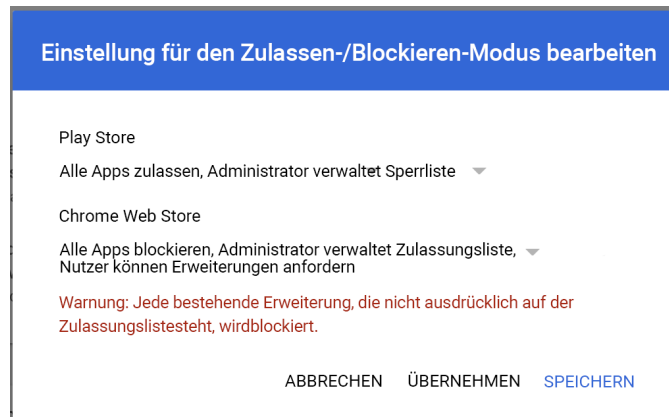 Einstellung für den Zulassen-/Blockieren-Modus bearbeiten
Play Store
Alle Apps zulassen, Administrator verwaltet Sperrliste
Chrome Web Store
Alle Apps blockieren, Administrator verwaltet Zulassungsliste,
Nutzer können Erweiterungen anfordern
Warnung: Jede bestehende Erweiterung, die nicht ausdrücklich auf der
Zulassungslistesteht, wirdblockiert.
ABBRECHEN ÜBERNEHMEN SPEICHERN